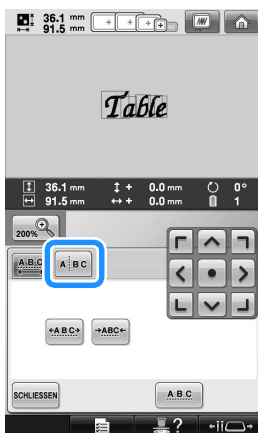 36.1 mm
91.5 mm
Table
36.1 mm 0.0 mm 0°
91.5 mm 0.0 mm 1
200%
ABC A BC
ABC ABC
SCHLIESSEN ABC
?